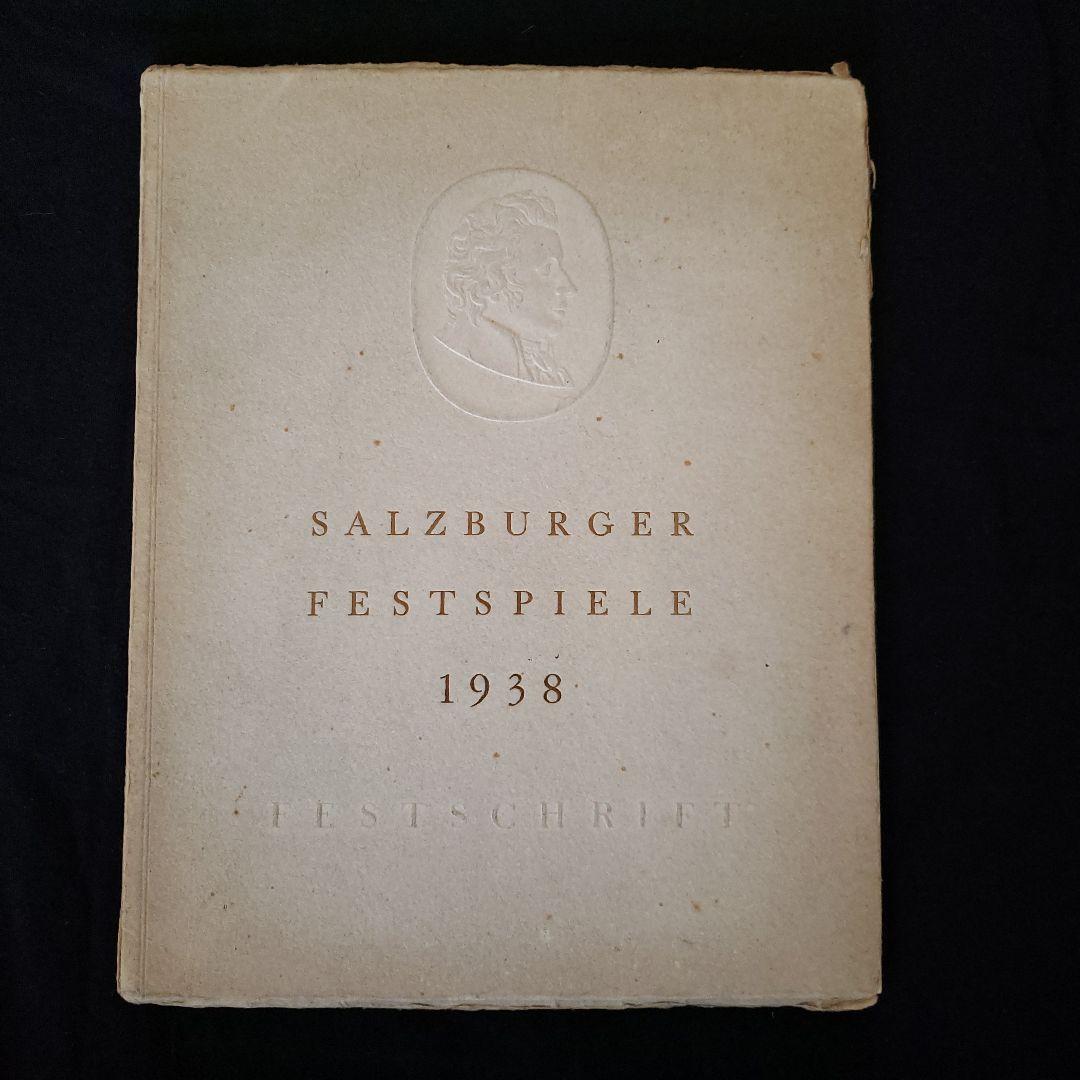 SALZBURGER
FESTSPIELE
1938
FESTSCHRIFT